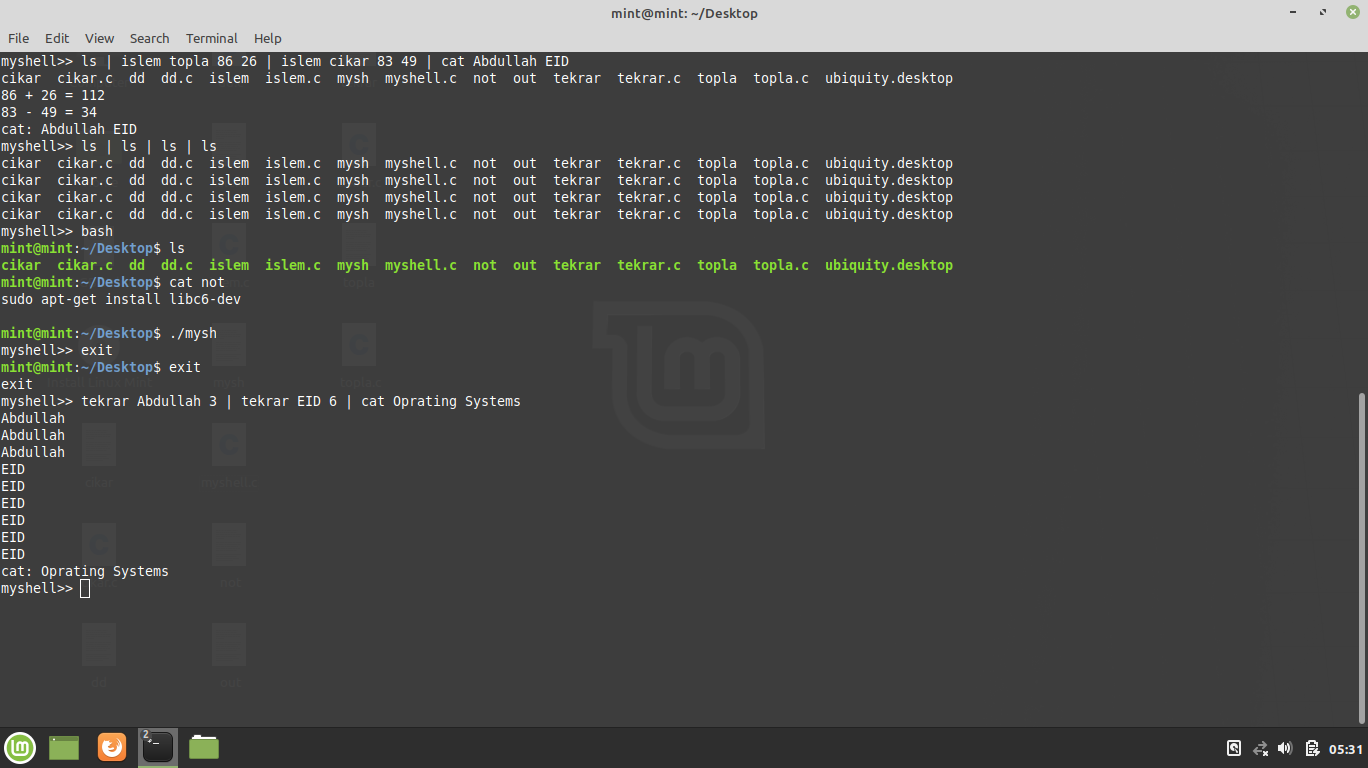 mint@mint: ~/Desktop
File Edit View Search Terminal Help
myshell>> ls | islem topla 86 26 | islem cikar 83 49 | cat Abdullah EID
cikar cikar.c dd dd.c islem islem.c mysh myshell.c not out tekrar tekrar.c topla topla.c ubiquity.desktop
86 + 26 = 112
83 - 49 = 34
cat: Abdullah EID
myshell>> ls | ls | ls | ls
cikar cikar.c dd dd.c islem islem.c mysh myshell.c not out tekrar tekrar.c topla topla.c ubiquity.desktop
cikar cikar.c dd dd.c islem islem.c mysh myshell.c not out tekrar tekrar.c topla topla.c ubiquity.desktop
cikar cikar.c dd dd.c islem islem.c mysh myshell.c not out tekrar tekrar.c topla topla.c ubiquity.desktop
cikar cikar.c dd dd.c islem islem.c mysh myshell.c not out tekrar tekrar.c topla topla.c ubiquity.desktop
myshell>> bash
mint@mint:~/Desktop$ ls
cikar cikar.c dd dd.c islem islem.c mysh myshell.c not out tekrar tekrar.c topla topla.c ubiquity.desktop
mint@mint:~/Desktop$ cat not
sudo apt-get install libc6-dev
mint@mint:~/Desktop$ ./mysh
myshell>> exit
mint@mint:~/Desktop$ exit
exit
myshell>> tekrar Abdullah 3 | tekrar EID 6 | cat Oprating Systems
Abdullah
Abdullah
Abdullah
EID
EID
EID
EID
EID
EID
cat: Oprating Systems
myshell>>
cikar myshell.c
dd out
2
05:31